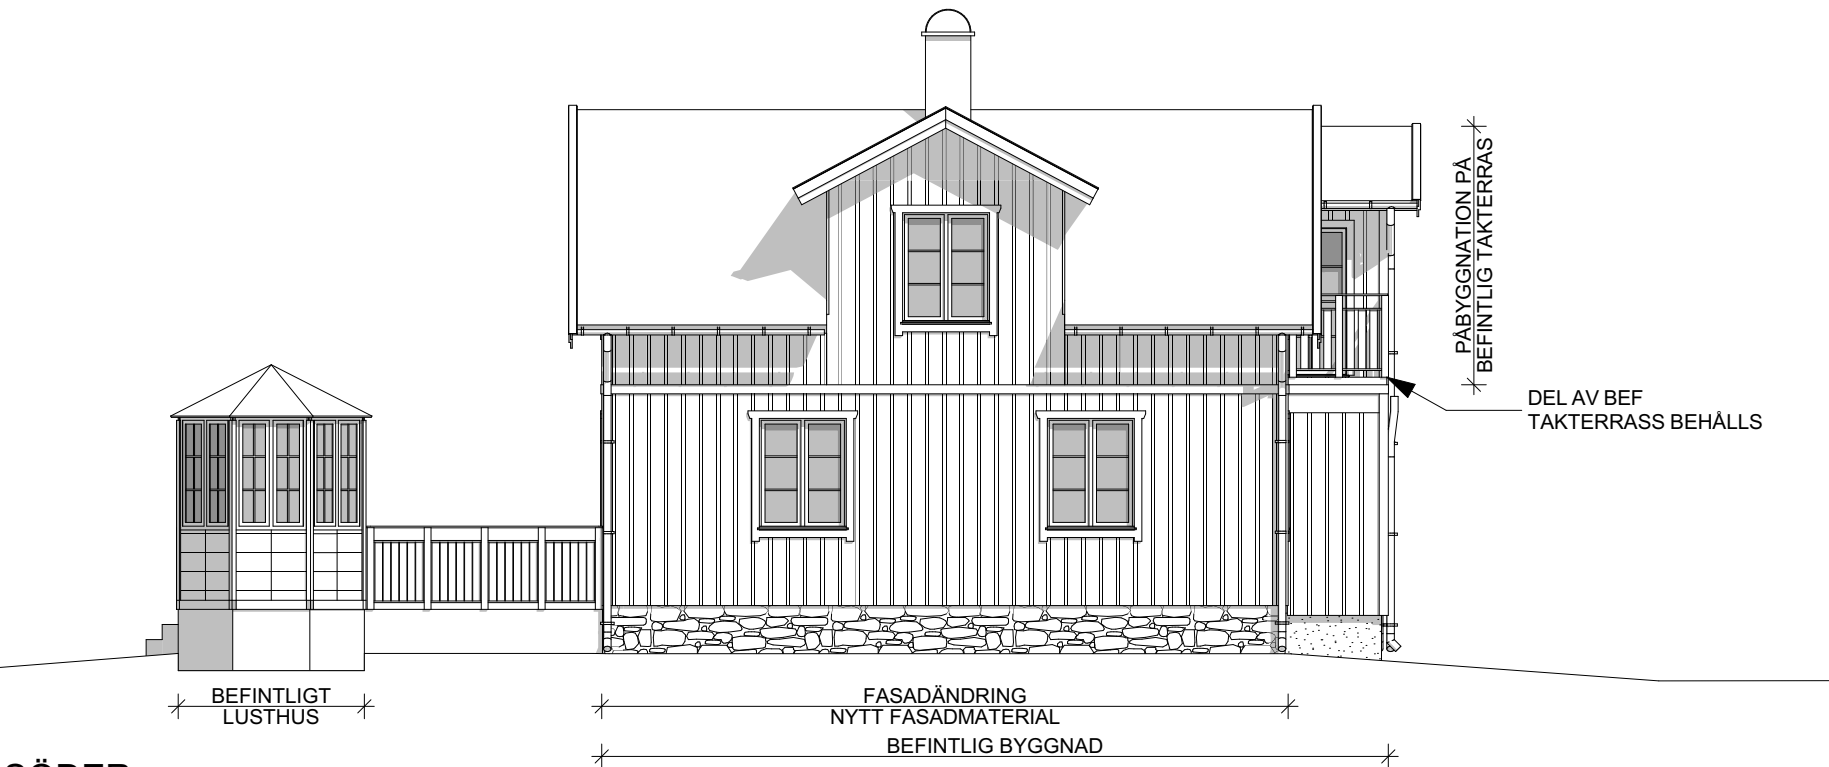 PÅBYGGNATION PÅ
BEFINTLIG TAKTERRAS
DEL AV BEF
TAKTERRASS BEHÅLLS
BEFINTLIGT
LUSTHUS
FASADÄNDRING
NYTT FASADMATERIAL
BEFINTLIG BYGGNAD